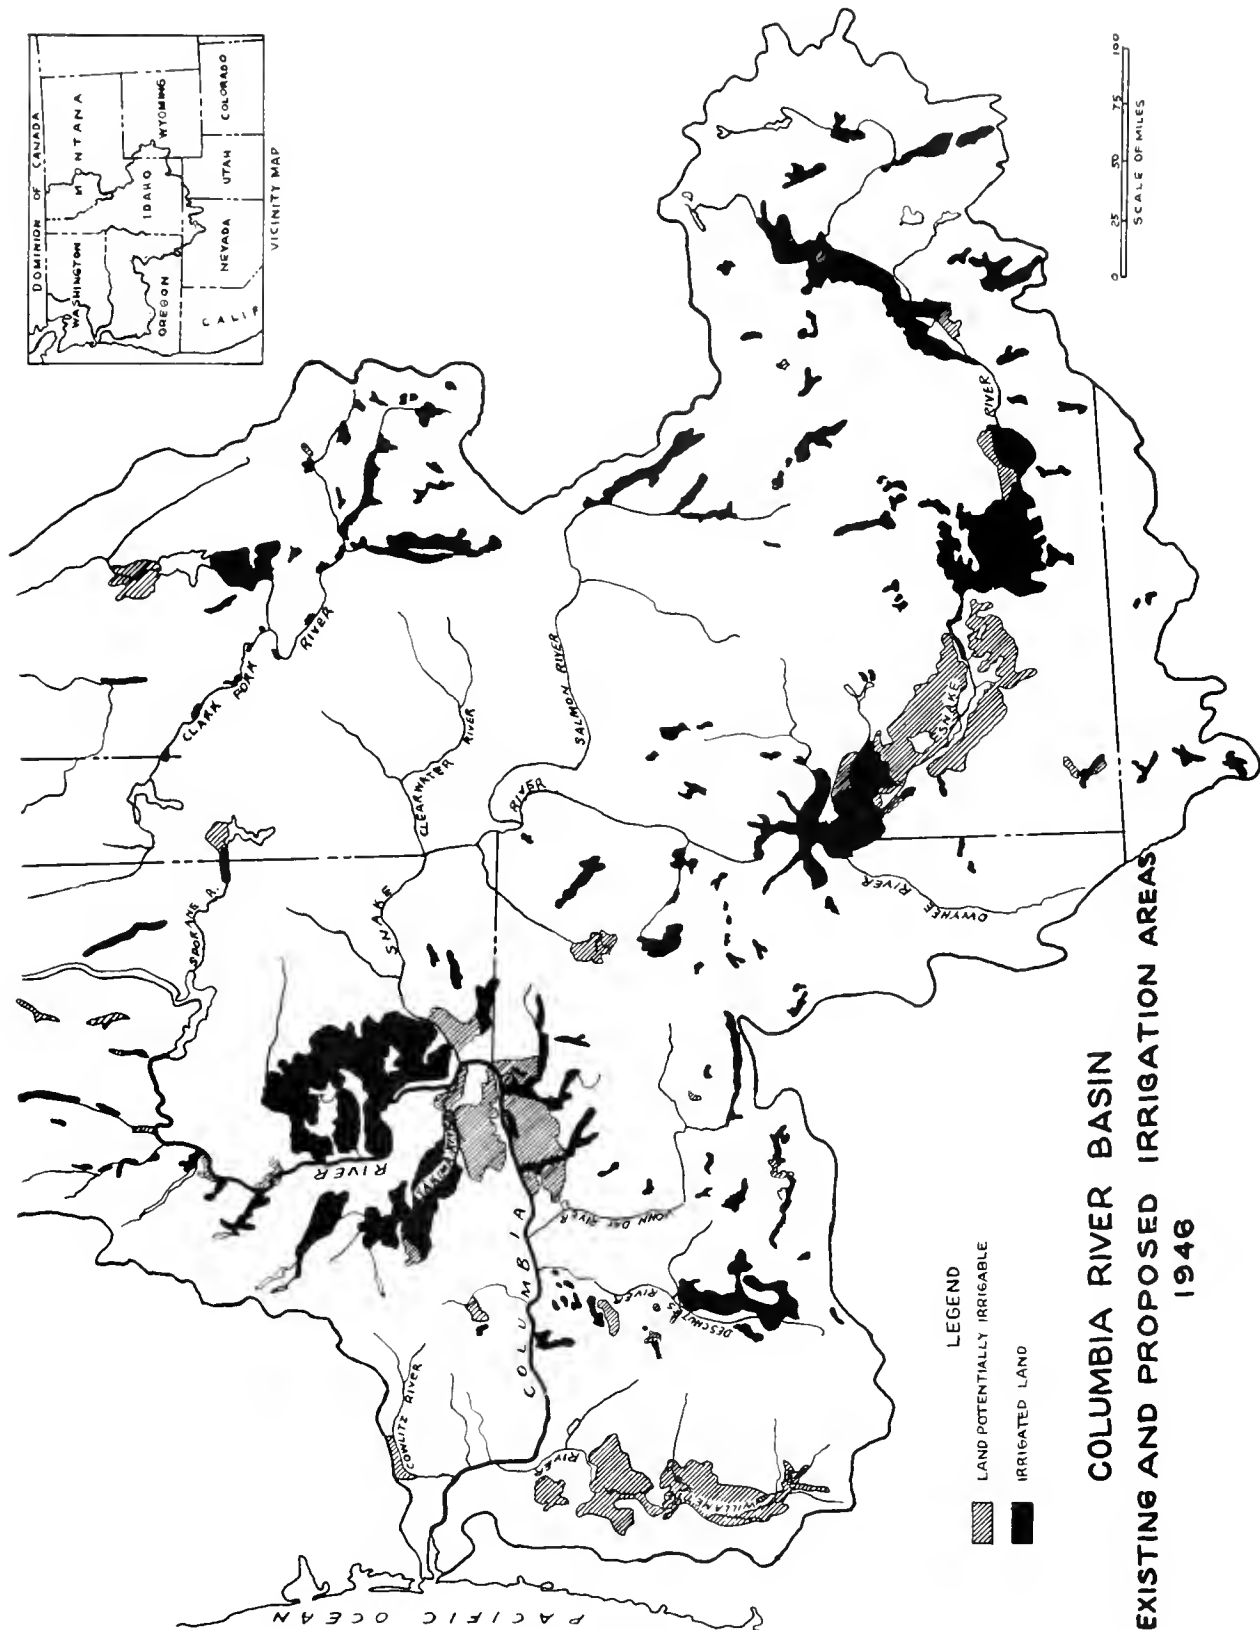 DOMINION OF CANADA
WASHINGTON
MONTANA
OREGON
IDAHO
WYOMING
CALIF
NEVADA
UTAH
COLORADO
VICINITY MAP
PACIFIC OCEAN
COWLITZ RIVER
COLUMBIA
RIVER
YAKIMA RIV.
SPOKANE R.
CLARK FORK
RIVER
SNAKE
CLEARWATER
RIVER
SALMON RIVER
RIVER
WILLAMETTE
RIVER
DESCHUTES
RIVER
JOHN DAY RIVER
OWYHEE
RIVER
SNAKE
RIVER
0 25 50 75 100
SCALE OF MILES
LEGEND
LAND POTENTIALLY IRRIGABLE
IRRIGATED LAND
COLUMBIA RIVER BASIN
EXISTING AND PROPOSED IRRIGATION AREAS
1946